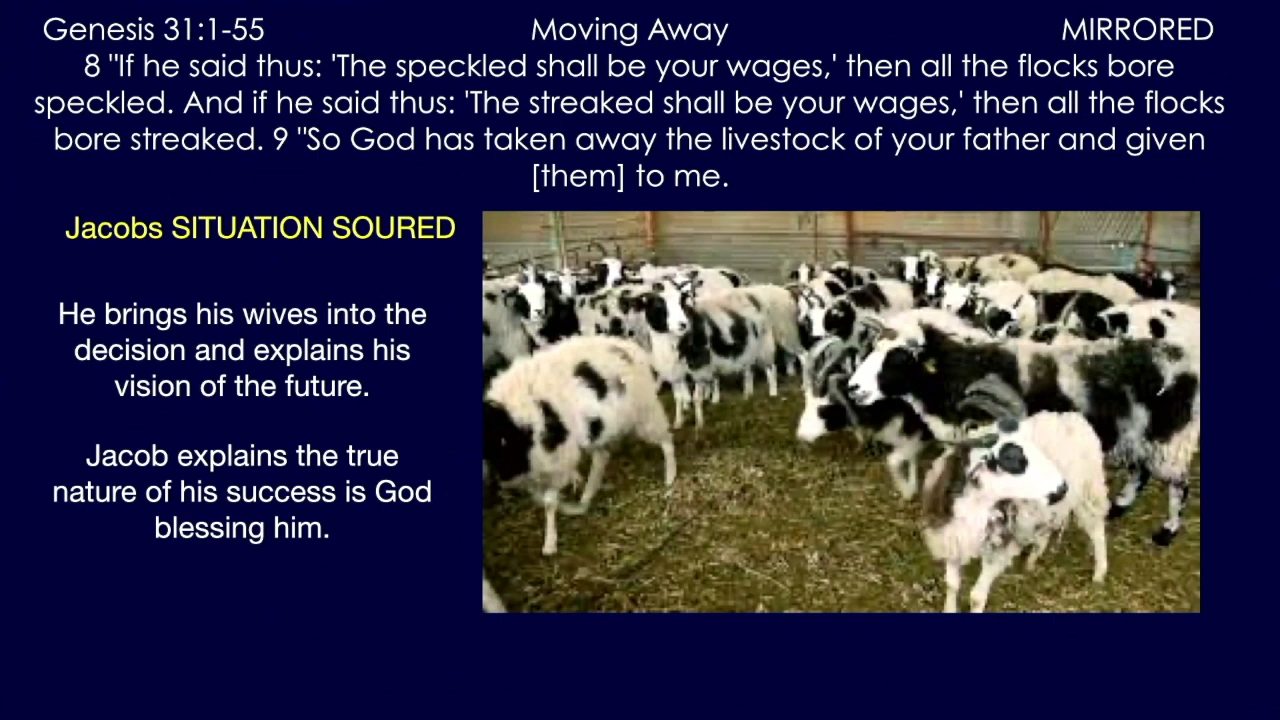 Genesis 31:1-55 Moving Away MIRRORED
8 "If he said thus: 'The speckled shall be your wages,' then all the flocks bore
speckled. And if he said thus: 'The streaked shall be your wages,' then all the flocks
bore streaked. 9 "So God has taken away the livestock of your father and given
[them] to me.
Jacobs SITUATION SOURED
He brings his wives into the
decision and explains his
vision of the future.
Jacob explains the true
nature of his success is God
blessing him.